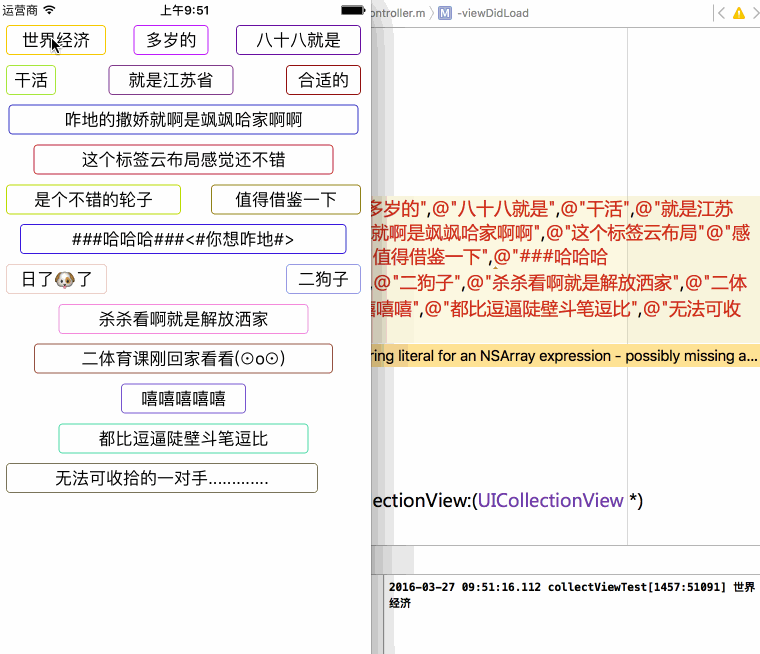 运营商 上午9:51
世界经济 多岁的 八十八就是
干活 就是江苏省 合适的
咋地的撒娇就啊是飒飒哈家啊啊
这个标签云布局感觉还不错
是个不错的轮子 值得借鉴一下
###哈哈哈###<#你想咋地#>
日了🐶了 二狗子
杀杀看啊就是解放洒家
二体育课刚回家看看(⊙o⊙)
嘻嘻嘻嘻嘻
都比逗逼陡壁斗笔逗比
无法可收拾的一对手.............
ontroller.m 〉 M -viewDidLoad
多岁的",@"八十八就是",@"干活",@"就是江苏
就啊是飒飒哈家啊啊",@"这个标签云布局"@"感
值得借鉴一下",@"###哈哈哈
,@"二狗子",@"杀杀看啊就是解放洒家",@"二体
嘻嘻嘻",@"都比逗逼陡壁斗笔逗比",@"无法可收
ring literal for an NSArray expression - possibly missing a...
ectionView:(UICollectionView *)
2016-03-27 09:51:16.112 collectViewTest[1457:51091] 世界
经济